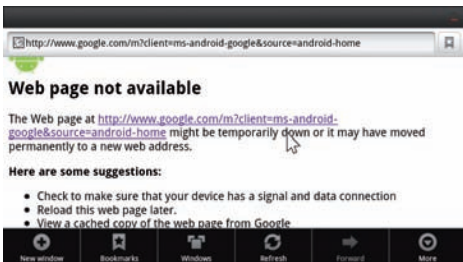 http://www.google.com/m?client=ms-android-google&source=android-home
Web page not available
The Web page at http://www.google.com/m?client=ms-android-
google&source=android-home might be temporarily down or it may have moved
permanently to a new web address.
Here are some suggestions:
• Check to make sure that your device has a signal and data connection
• Reload this web page later.
• View a cached copy of the web page from Google
New window Bookmarks Windows Refresh Forward More